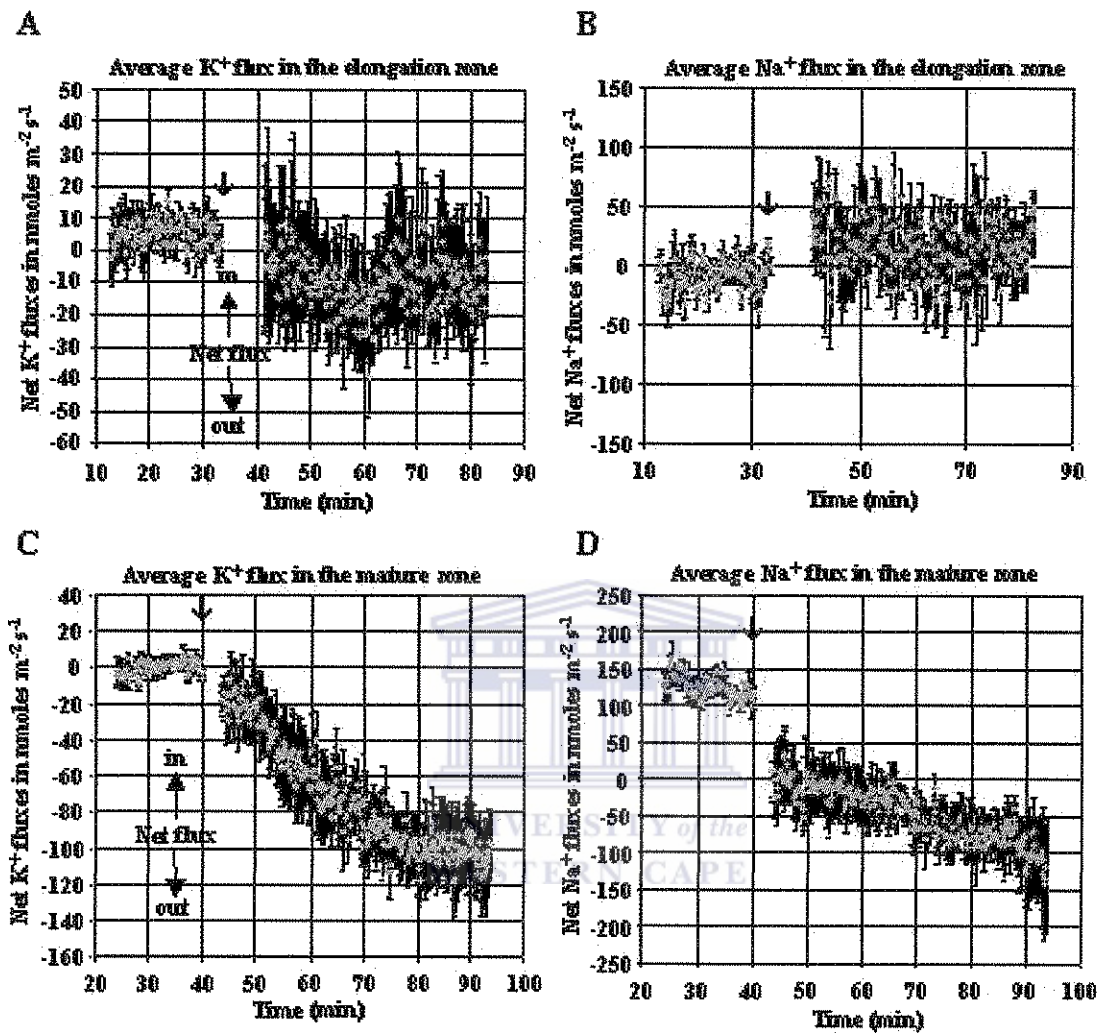 A
Average K+ flux in the elongation zone
Net K+ fluxes in nmoles m-2 s-1
50
40
30
20
10
0
-10
-20
-30
-40
-50
-60
in
Net flux
out
10 20 30 40 50 60 70 80 90
Time (min)
B
Average Na+ flux in the elongation zone
Net Na+ fluxes in nmoles m-2 s-1
150
100
50
0
-50
-100
-150
10 30 50 70 90
Time (min)
C
Average K+ flux in the mature zone
Net K+ fluxes in nmoles m-2 s-1
40
20
0
-20
-40
-60
-80
-100
-120
-140
-160
in
Net flux
out
20 30 40 50 60 70 80 90 100
Time (min)
D
Average Na+ flux in the mature zone
Net Na+ fluxes in nmoles m-2 s-1
250
200
150
100
50
0
-50
-100
-150
-200
-250
20 30 40 50 60 70 80 90 100
Time (min)
UNIVERSITY of the
WESTERN CAPE